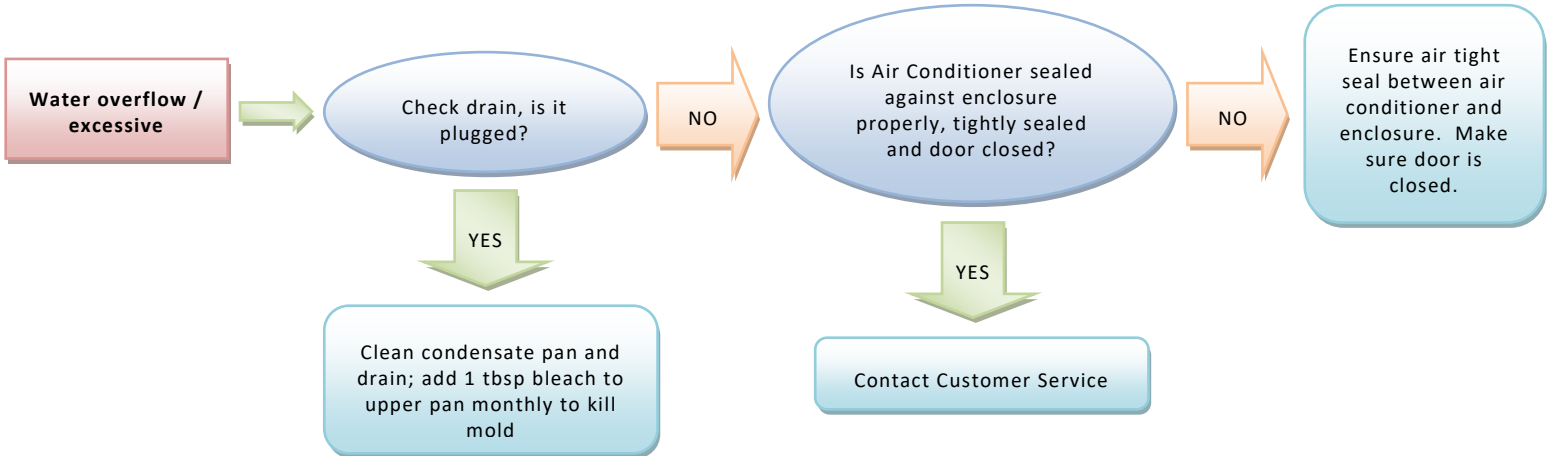 Water overflow /
excessive
Check drain, is it
plugged?
NO
Is Air Conditioner sealed
against enclosure
properly, tightly sealed
and door closed?
NO
Ensure air tight
seal between air
conditioner and
enclosure.  Make
sure door is
closed.
YES
Clean condensate pan and
drain; add 1 tbsp bleach to
upper pan monthly to kill
mold
YES
Contact Customer Service